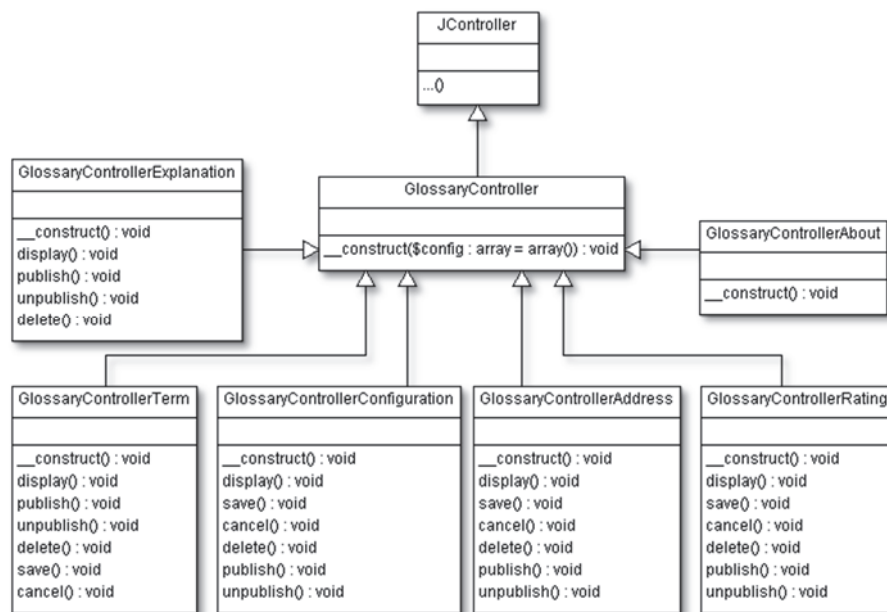 JController
...()
GlossaryControllerExplanation
__construct() : void
display() : void
publish() : void
unpublish() : void
delete() : void
GlossaryController
__construct($config : array = array()) : void
GlossaryControllerAbout
__construct() : void
GlossaryControllerTerm
__construct() : void
display() : void
publish() : void
unpublish() : void
delete() : void
save() : void
cancel() : void
GlossaryControllerConfiguration
__construct() : void
display() : void
save() : void
cancel() : void
delete() : void
publish() : void
unpublish() : void
GlossaryControllerAddress
__construct() : void
display() : void
save() : void
cancel() : void
delete() : void
publish() : void
unpublish() : void
GlossaryControllerRating
__construct() : void
display() : void
save() : void
cancel() : void
delete() : void
publish() : void
unpublish() : void